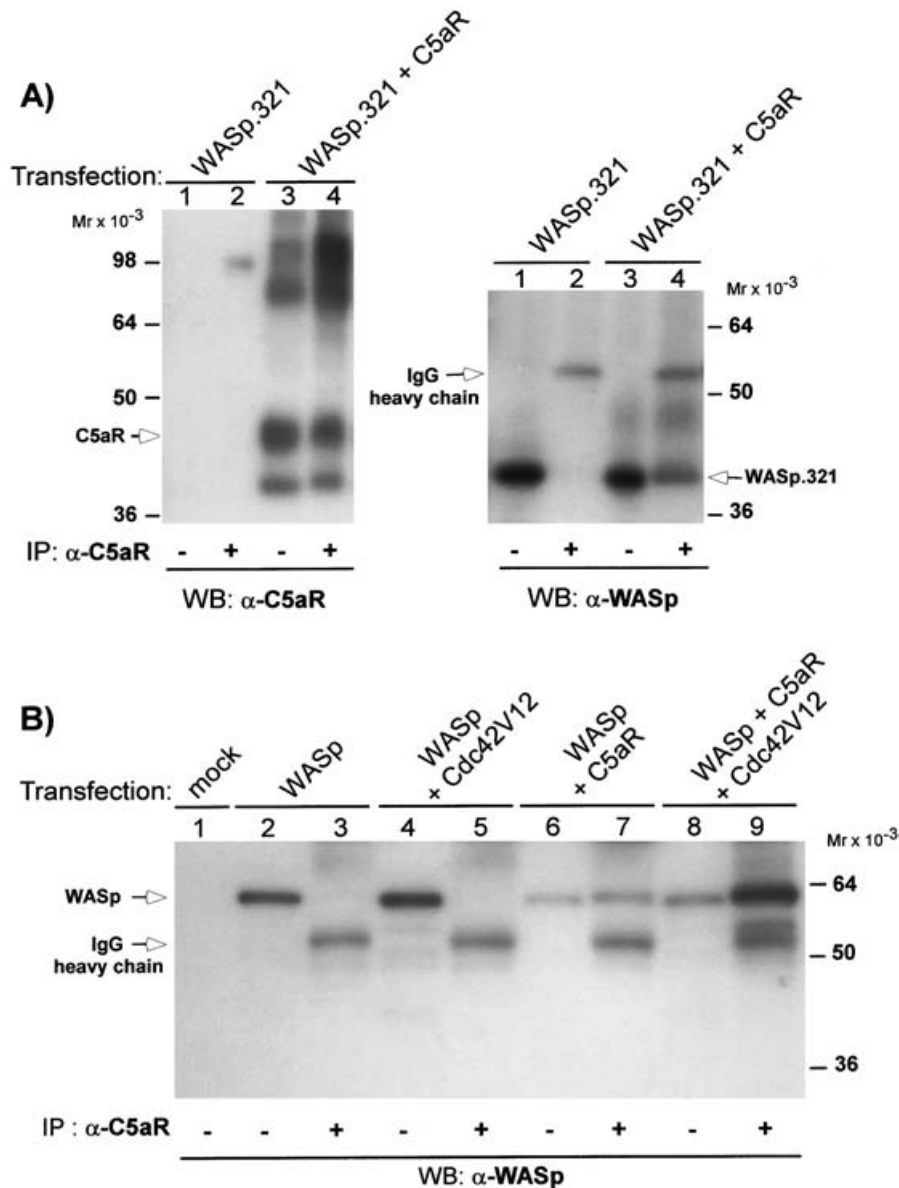 A)
Transfection:
WASp.321
WASp.321 + C5aR
1 2 3 4
Mr x 10⁻³
98
64
50
C5aR
36
IP: α-C5aR - + - +
WB: α-C5aR
WASp.321
WASp.321 + C5aR
1 2 3 4
Mr x 10⁻³
64
IgG
heavy chain
50
WASp.321
36
- + - +
WB: α-WASp
B)
Transfection:
mock
WASp
WASp
+ Cdc42V12
WASp
+ C5aR
WASp + C5aR
+ Cdc42V12
1 2 3 4 5 6 7 8 9
Mr x 10⁻³
WASp
64
IgG
heavy chain
50
36
IP : α-C5aR - - + - + - + - +
WB: α-WASp